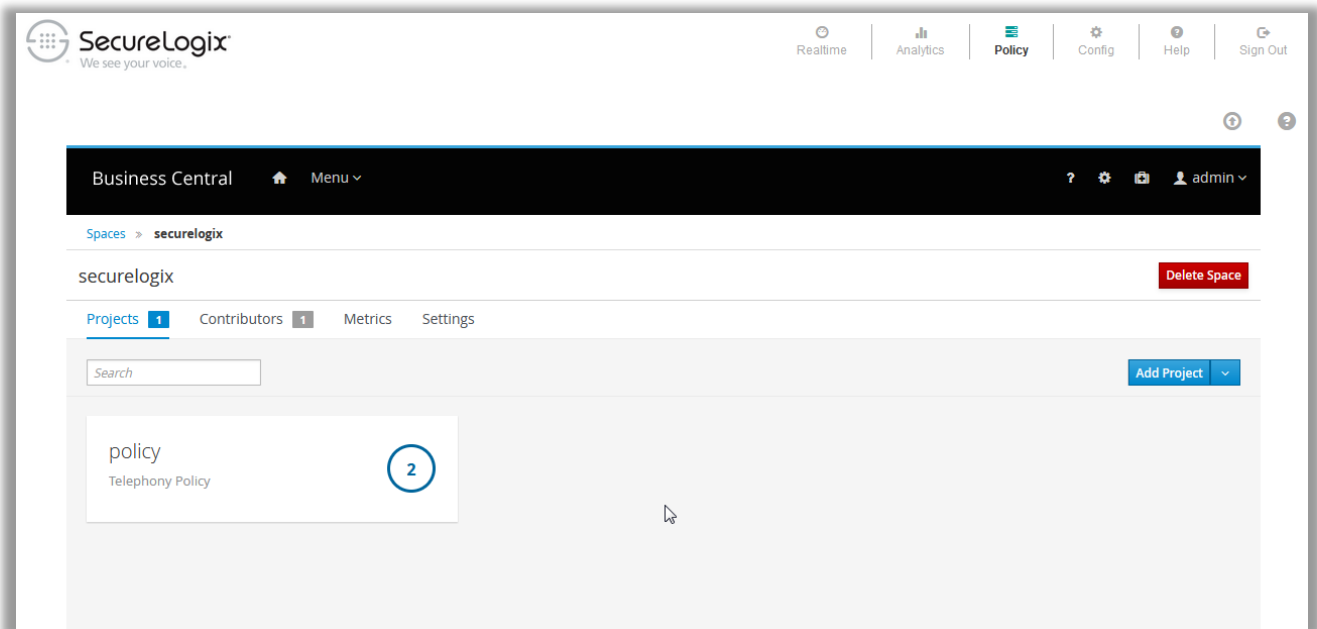 SecureLogix
We see your voice.
Realtime
Analytics
Policy
Config
Help
Sign Out
Business Central
Menu
?
admin
Spaces » securelogix
securelogix
Delete Space
Projects 1
Contributors 1
Metrics
Settings
Search
Add Project
policy
Telephony Policy
2